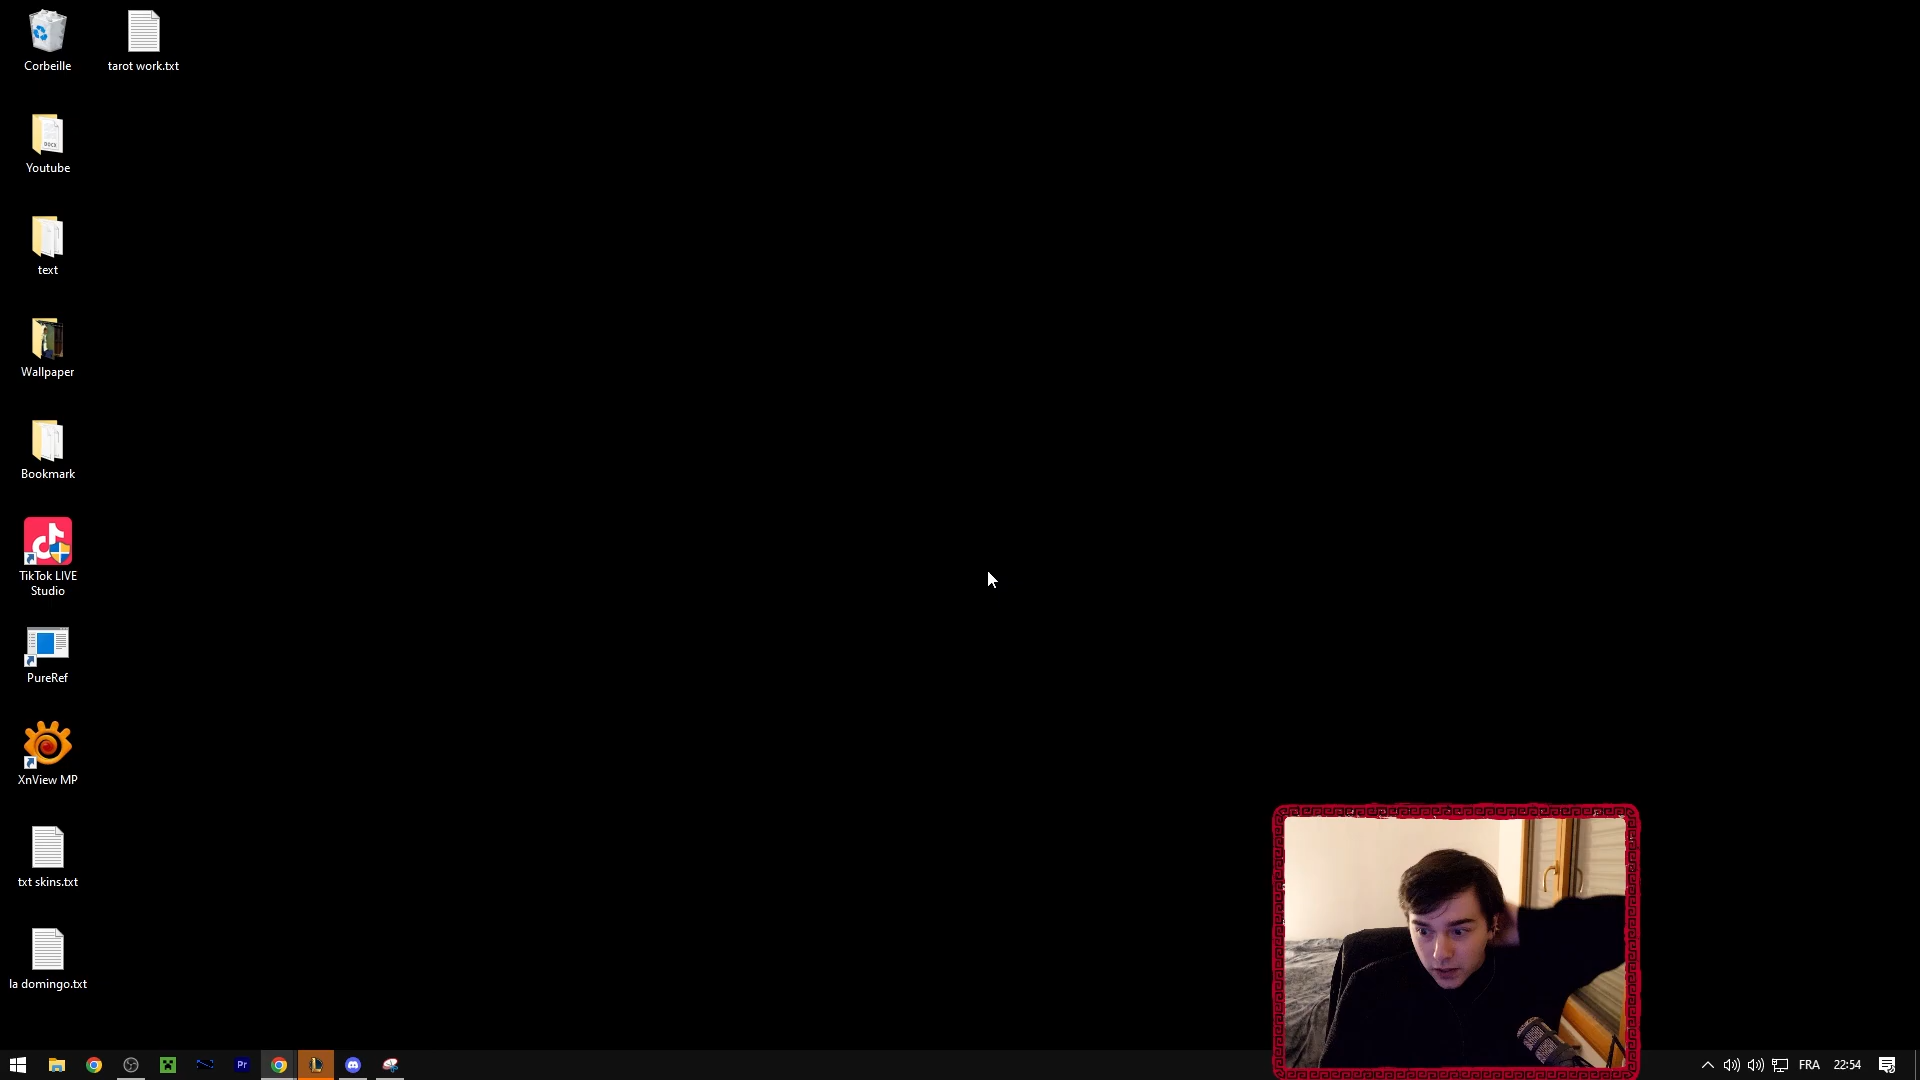 Corbeille
tarot work.txt
DOCX
Youtube
text
Wallpaper
Bookmark
TikTok LIVE
Studio
PureRef
XnView MP
txt skins.txt
la domingo.txt
Pr
FRA
22:54